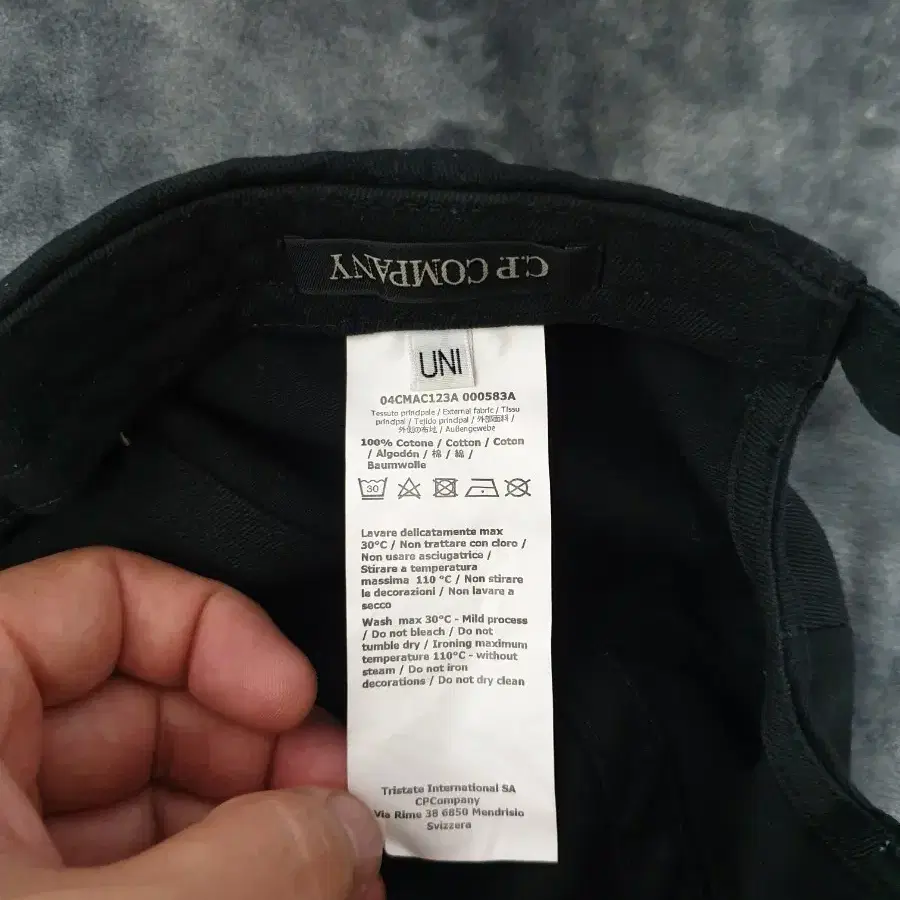 C.P. COMPANY
UNI
04CMAC123A 000583A
Tessuto principale / External fabric / Tissu
principal / Tejido principal / 外部面料 /
外側の布地 / Außengewebe
100% Cotone / Cotton / Coton
/ Algodón / 棉 / 綿 /
Baumwolle
30
Lavare delicatamente max
30°C / Non trattare con cloro /
Non usare asciugatrice /
Stirare a temperatura
massima 110 °C / Non stirare
le decorazioni / Non lavare a
secco
Wash max 30°C - Mild process
/ Do not bleach / Do not
tumble dry / Ironing maximum
temperature 110°C - without
steam / Do not iron
decorations / Do not dry clean
Tristate International SA
CPCompany
Via Rime 38 6850 Mendrisio
Svizzera